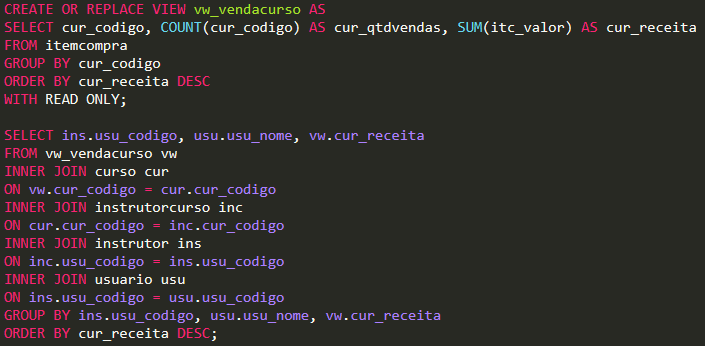 CREATE OR REPLACE VIEW vw_vendacurso AS
SELECT cur_codigo, COUNT(cur_codigo) AS cur_qtdvendas, SUM(itc_valor) AS cur_receita
FROM itemcompra
GROUP BY cur_codigo
ORDER BY cur_receita DESC
WITH READ ONLY;

SELECT ins.usu_codigo, usu.usu_nome, vw.cur_receita
FROM vw_vendacurso vw
INNER JOIN curso cur
ON vw.cur_codigo = cur.cur_codigo
INNER JOIN instrutorcurso inc
ON cur.cur_codigo = inc.cur_codigo
INNER JOIN instrutor ins
ON inc.usu_codigo = ins.usu_codigo
INNER JOIN usuario usu
ON ins.usu_codigo = usu.usu_codigo
GROUP BY ins.usu_codigo, usu.usu_nome, vw.cur_receita
ORDER BY cur_receita DESC;